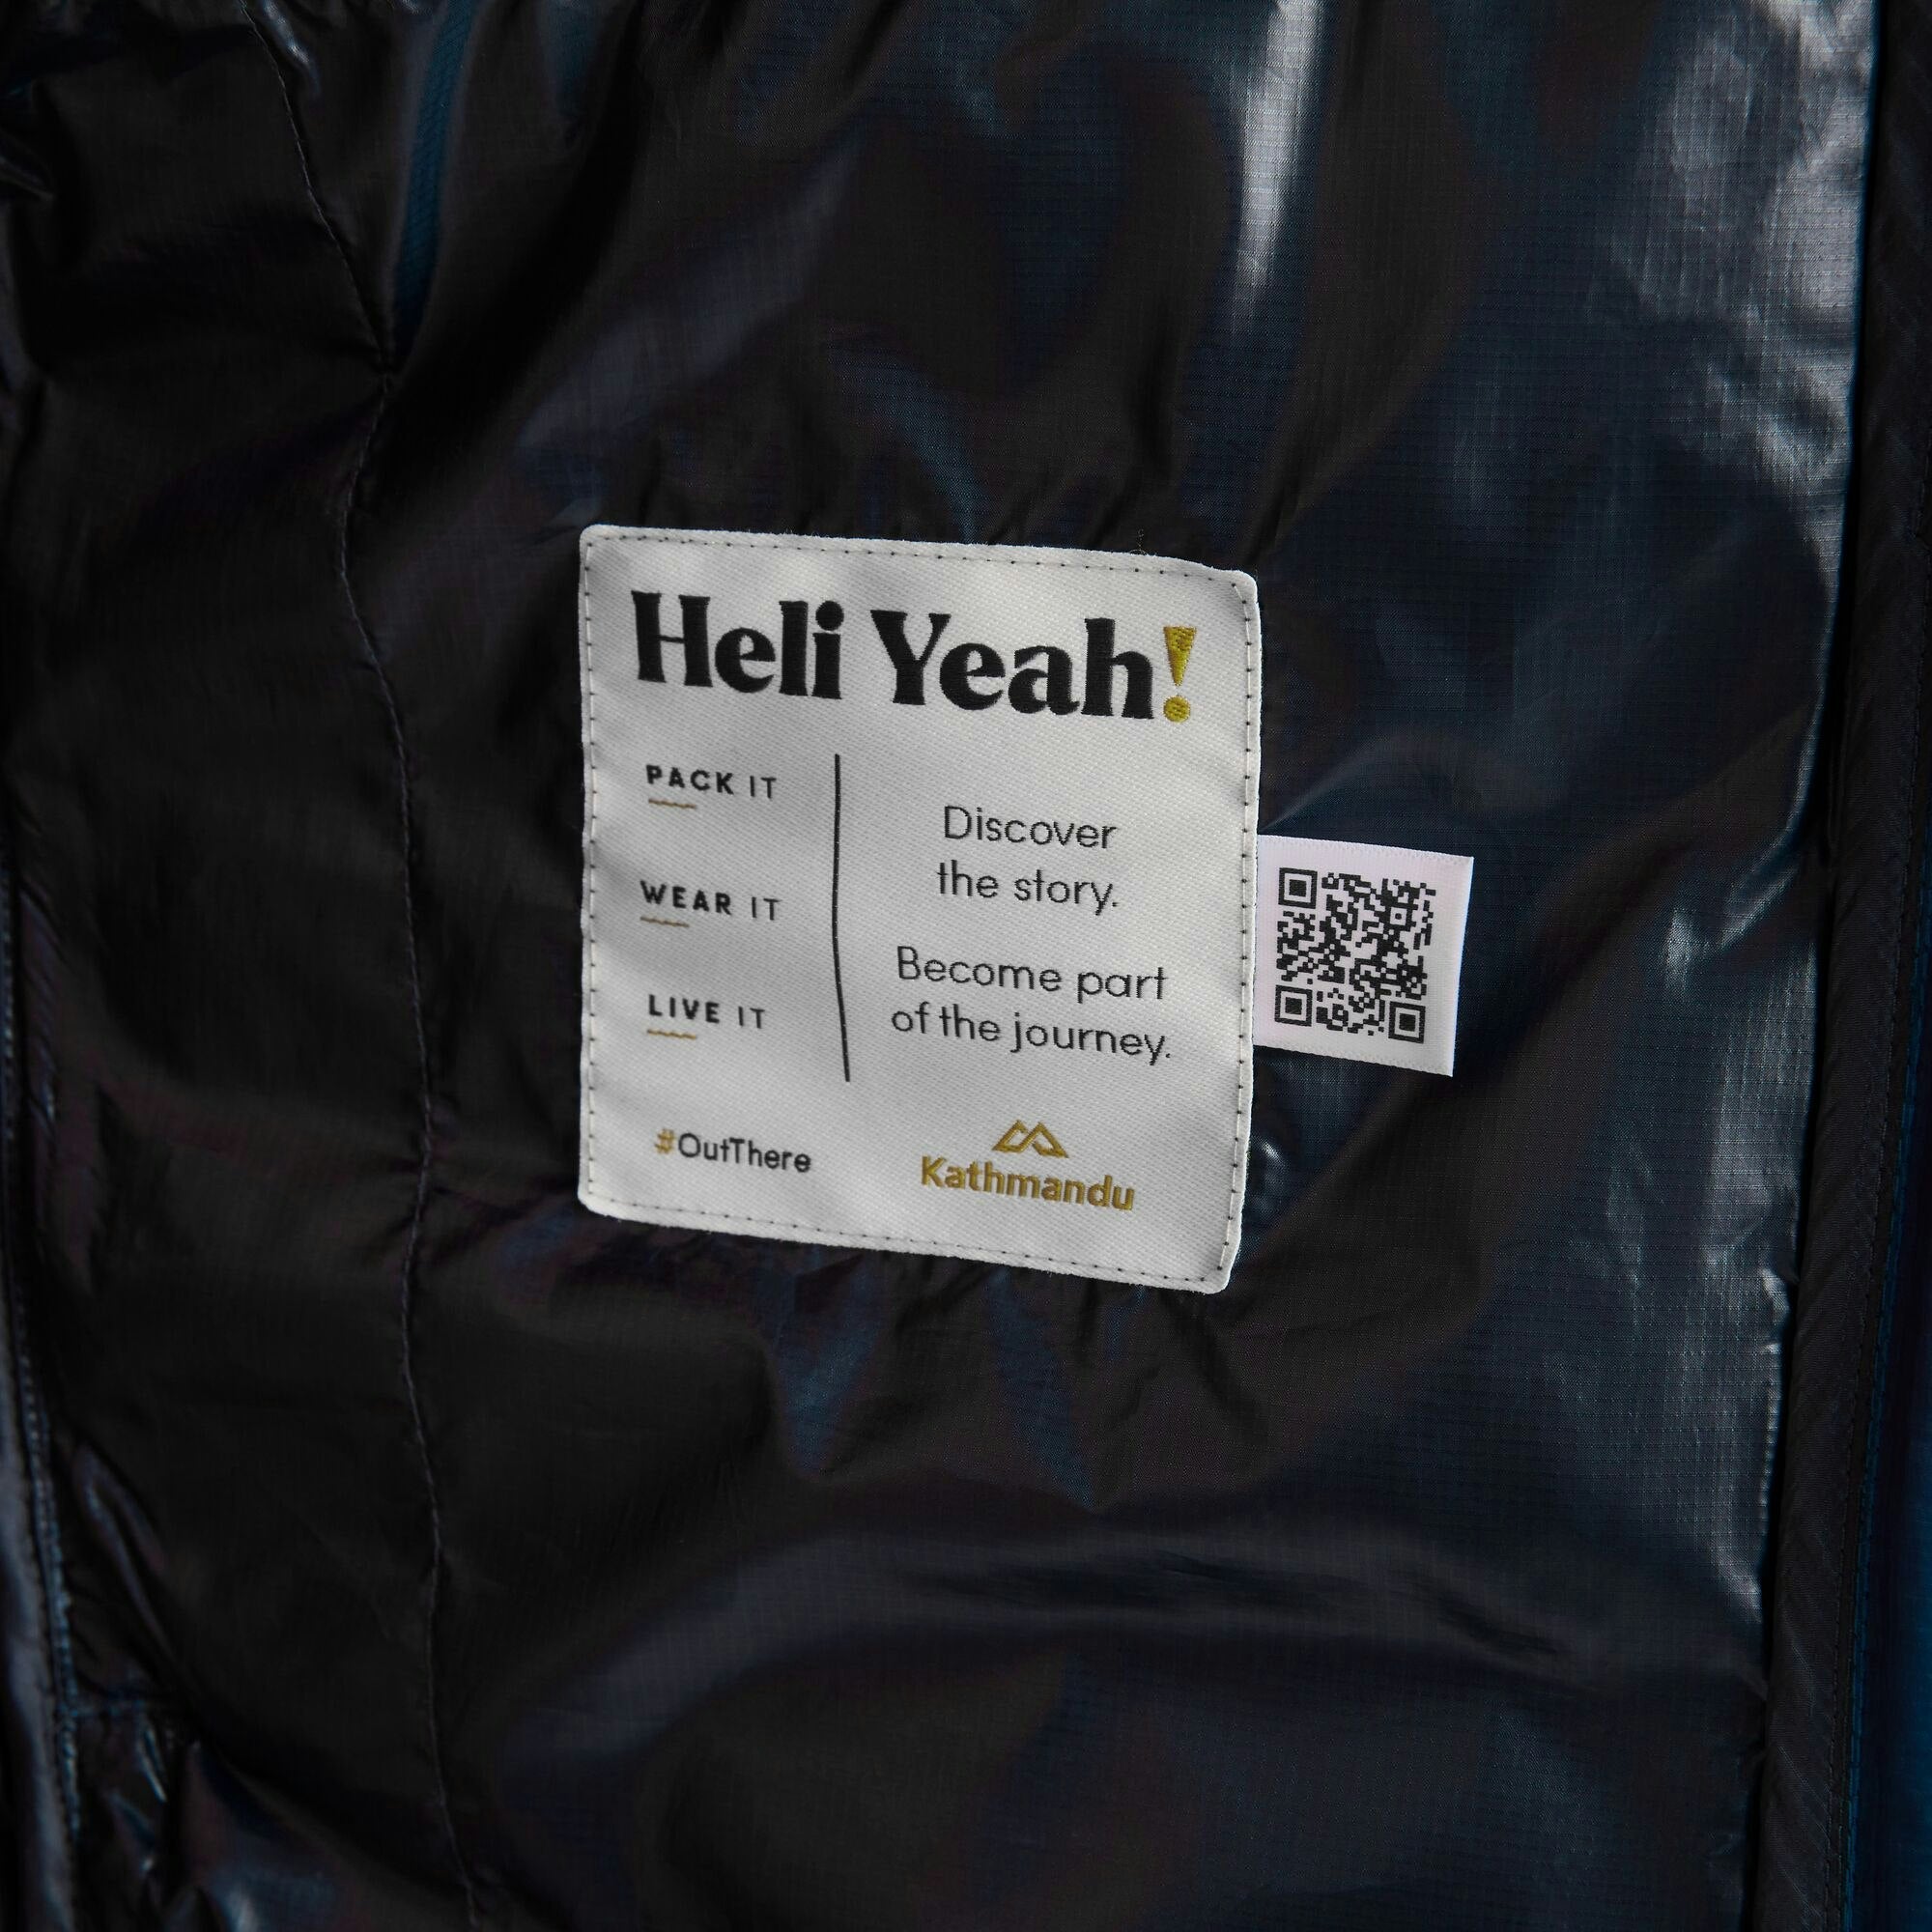 Heli Yeah!
PACK IT
WEAR IT
LIVE IT
Discover
the story.
Become part
of the journey.
#OutThere
Kathmandu